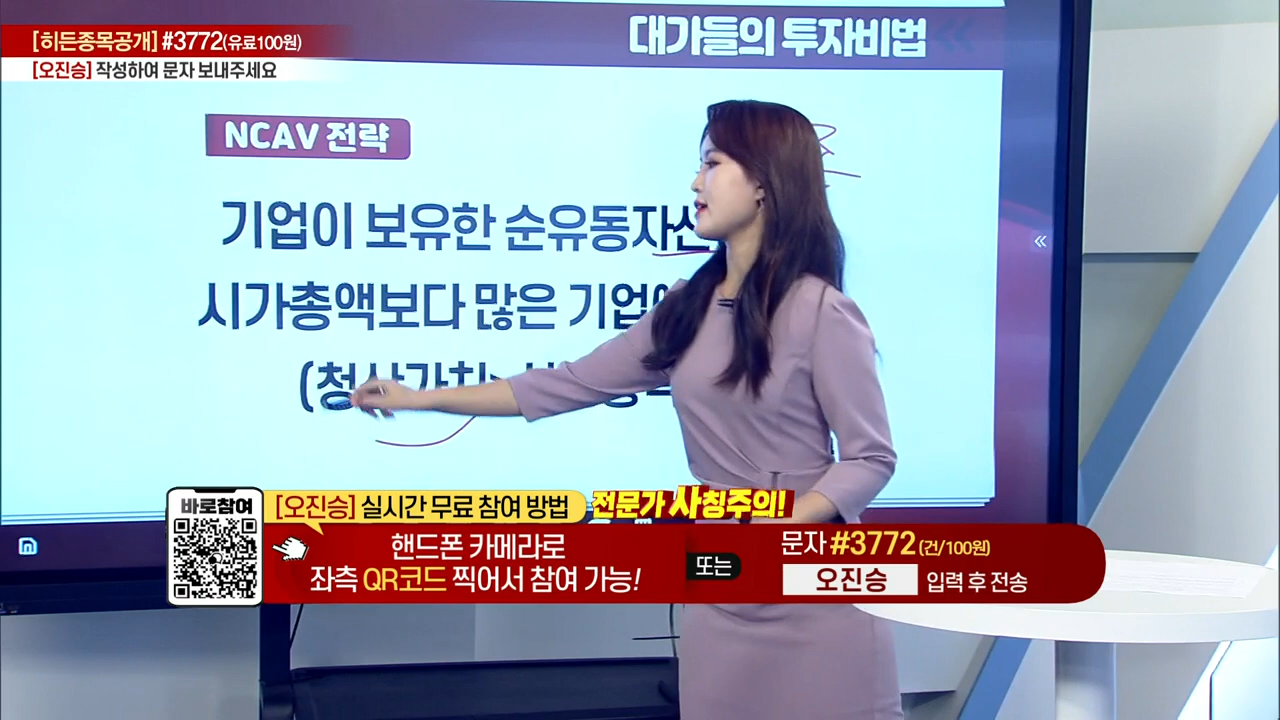 [히든종목공개] #3772(유료100원)
[오진승] 작성하여 문자 보내주세요
대가들의 투자비법
NCAV 전략
기업이 보유한 순유동자산
시가총액보다 많은 기업에
바로참여
[오진승] 실시간 무료 참여 방법
전문가 사칭주의!
핸드폰 카메라로
좌측 QR코드 찍어서 참여 가능!
또는
문자 #3772 (건/100원)
오진승 입력 후 전송